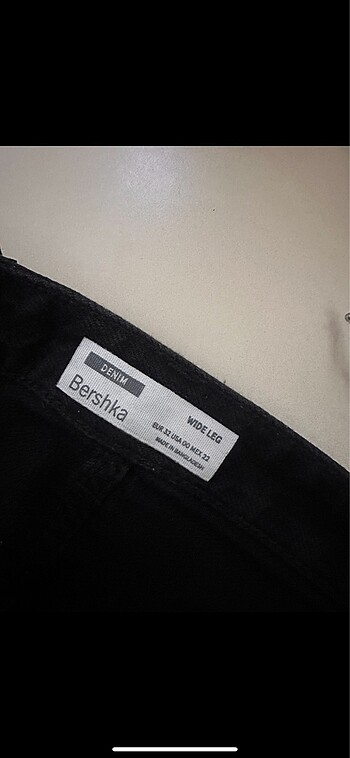 DENIM
Bershka
WIDE LEG
EUR 32 USA 00 MEX 22
MADE IN BANGLADESH